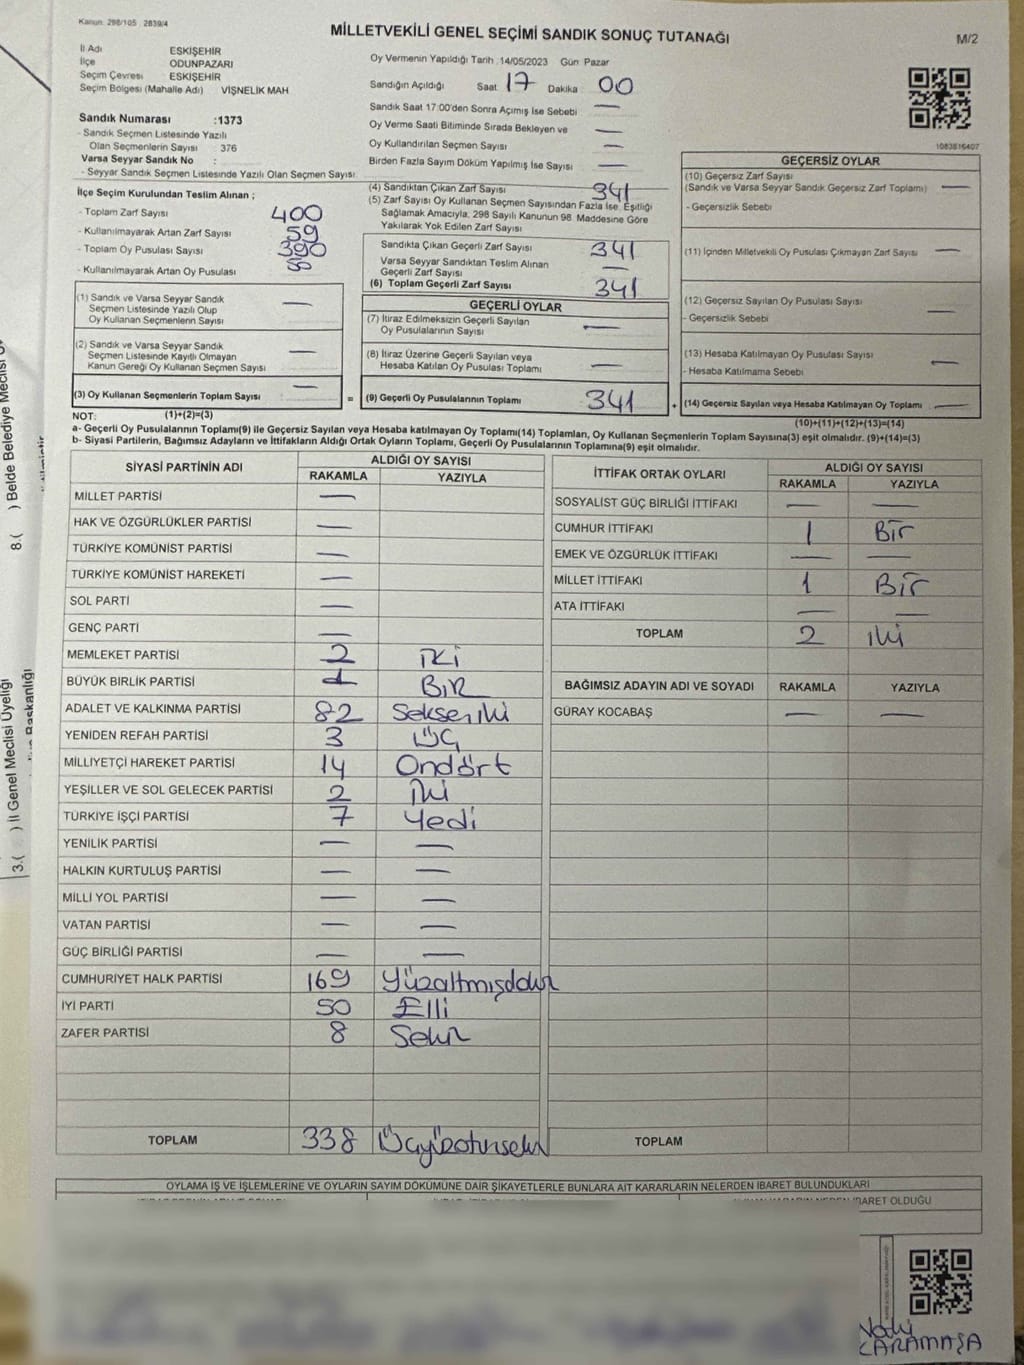 Kanun: 298/105 2839/4
MİLLETVEKİLİ GENEL SEÇİMİ SANDIK SONUÇ TUTANAĞI
M/2
İl Adı ESKİŞEHİR
İlçe ODUNPAZARI
Seçim Çevresi ESKİŞEHİR
Seçim Bölgesi (Mahalle Adı) VİŞNELİK MAH
Sandık Numarası :1373
- Sandık Seçmen Listesinde Yazılı
Olan Seçmenlerin Sayısı : 376
Varsa Seyyar Sandık No :
- Seyyar Sandık Seçmen Listesinde Yazılı Olan Seçmen Sayısı:
Oy Vermenin Yapıldığı Tarih :14/05/2023 Gün Pazar
Sandığın Açıldığı Saat 17 Dakika 00
Sandık Saat 17:00'den Sonra Açımış İse Sebebi —
Oy Verme Saati Bitiminde Sırada Bekleyen ve
Oy Kullandırılan Seçmen Sayısı —
Birden Fazla Sayım Döküm Yapılmış İse Sayısı —
1083816407
İlçe Seçim Kurulundan Teslim Alınan ;
- Toplam Zarf Sayısı 400
- Kullanılmayarak Artan Zarf Sayısı 59
- Toplam Oy Pusulası Sayısı 390
- Kullanılmayarak Artan Oy Pusulası 50
(1) Sandık ve Varsa Seyyar Sandık
Seçmen Listesinde Yazılı Olup
Oy Kullanan Seçmenlerin Sayısı —
(2) Sandık ve Varsa Seyyar Sandık
Seçmen Listesinde Kayıtlı Olmayan
Kanun Gereği Oy Kullanan Seçmen Sayısı —
(3) Oy Kullanan Seçmenlerin Toplam Sayısı —
(1)+(2)=(3)
(4) Sandıktan Çıkan Zarf Sayısı 341
(5) Zarf Sayısı Oy Kullanan Seçmen Sayısından Fazla İse, Eşitliği
Sağlamak Amacıyla, 298 Sayılı Kanunun 98. Maddesine Göre
Yakılarak Yok Edilen Zarf Sayısı
Sandıkta Çıkan Geçerli Zarf Sayısı 341
Varsa Seyyar Sandıktan Teslim Alınan
Geçerli Zarf Sayısı —
(6) Toplam Geçerli Zarf Sayısı 341
GEÇERLİ OYLAR
(7) İtiraz Edilmeksizin Geçerli Sayılan
Oy Pusulalarının Sayısı —
(8) İtiraz Üzerine Geçerli Sayılan veya
Hesaba Katılan Oy Pusulası Toplamı —
= (9) Geçerli Oy Pusulalarının Toplamı 341 +
GEÇERSİZ OYLAR
(10) Geçersiz Zarf Sayısı
(Sandık ve Varsa Seyyar Sandık Geçersiz Zarf Toplamı) —
- Geçersizlik Sebebi
(11) İçinden Milletvekili Oy Pusulası Çıkmayan Zarf Sayısı —
(12) Geçersiz Sayılan Oy Pusulası Sayısı
- Geçersizlik Sebebi —
(13) Hesaba Katılmayan Oy Pusulası Sayısı
- Hesaba Katılmama Sebebi —
(14) Geçersiz Sayılan veya Hesaba Katılmayan Oy Toplamı —
(10)+(11)+(12)+(13)=(14)
NOT:
a- Geçerli Oy Pusulalarının Toplamı(9) ile Geçersiz Sayılan veya Hesaba katılmayan Oy Toplamı(14) Toplamları, Oy Kullanan Seçmenlerin Toplam Sayısına(3) eşit olmalıdır. (9)+(14)=(3)
b- Siyasi Partilerin, Bağımsız Adayların ve İttifakların Aldığı Ortak Oyların Toplamı, Geçerli Oy Pusulalarının Toplamına(9) eşit olmalıdır.
SİYASİ PARTİNİN ADI ALDIĞI OY SAYISI
RAKAMLA YAZIYLA
MİLLET PARTİSİ —
HAK VE ÖZGÜRLÜKLER PARTİSİ —
TÜRKİYE KOMÜNİST PARTİSİ —
TÜRKİYE KOMÜNİST HAREKETİ —
SOL PARTİ —
GENÇ PARTİ —
MEMLEKET PARTİSİ 2 İKİ
BÜYÜK BİRLİK PARTİSİ 1 BİR
ADALET VE KALKINMA PARTİSİ 82 Sekseniki
YENİDEN REFAH PARTİSİ 3 ÜÇ
MİLLİYETÇİ HAREKET PARTİSİ 14 Ondört
YEŞİLLER VE SOL GELECEK PARTİSİ 2 iki
TÜRKİYE İŞÇİ PARTİSİ 7 Yedi
YENİLİK PARTİSİ — —
HALKIN KURTULUŞ PARTİSİ — —
MİLLİ YOL PARTİSİ — —
VATAN PARTİSİ — —
GÜÇ BİRLİĞİ PARTİSİ — —
CUMHURİYET HALK PARTİSİ 169 Yüzaltmışdokuz
İYİ PARTİ 50 Elli
ZAFER PARTİSİ 8 Sekiz
TOPLAM 338 Üçyüzotuzsekiz
İTTİFAK ORTAK OYLARI ALDIĞI OY SAYISI
RAKAMLA YAZIYLA
SOSYALİST GÜÇ BİRLİĞİ İTTİFAKI — —
CUMHUR İTTİFAKI 1 Bir
EMEK VE ÖZGÜRLÜK İTTİFAKI — —
MİLLET İTTİFAKI 1 Bir
ATA İTTİFAKI — —
TOPLAM 2 iki
BAĞIMSIZ ADAYIN ADI VE SOYADI RAKAMLA YAZIYLA
GÜRAY KOCABAŞ — —
TOPLAM
OYLAMA İŞ VE İŞLEMLERİNE VE OYLARIN SAYIM DÖKÜMÜNE DAİR ŞİKAYETLERLE BUNLARA AİT KARARLARIN NELERDEN İBARET BULUNDUKLARI
İBARET OLDUĞU
KARAMAŞA
8.( ) Belde Belediye Meclisi
3.( ) İl Genel Meclisi Üyeliği
Başkanlığı